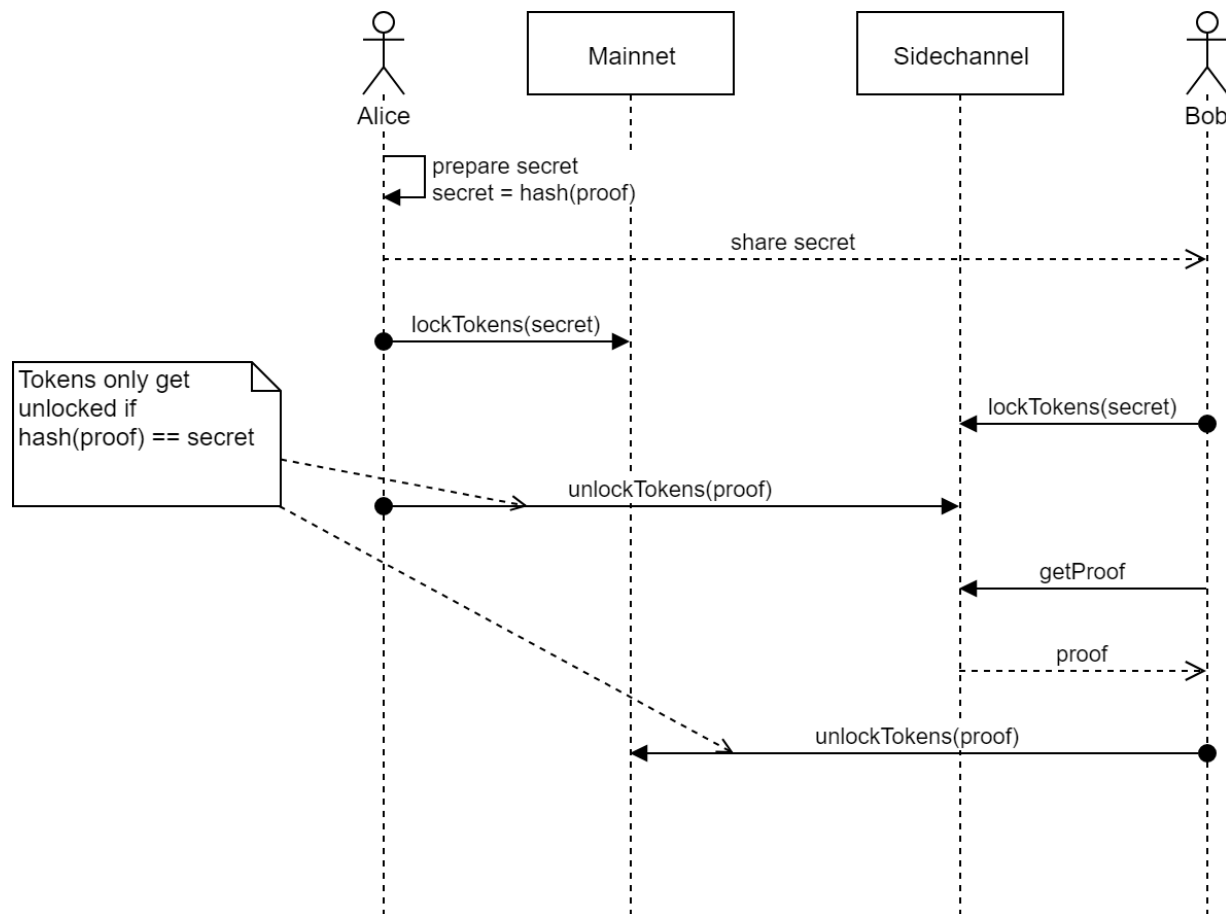 Alice
Mainnet
Sidechannel
Bob
prepare secret
secret = hash(proof)
share secret
lockTokens(secret)
Tokens only get
unlocked if
hash(proof) == secret
lockTokens(secret)
unlockTokens(proof)
getProof
proof
unlockTokens(proof)